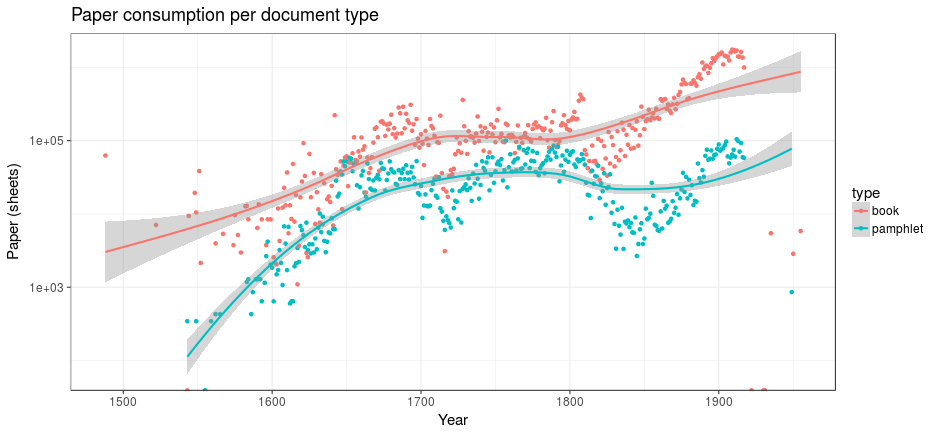 Paper consumption per document type
Paper (sheets)
1e+05
1e+03
1500 1600 1700 1800 1900
Year
type
book
pamphlet